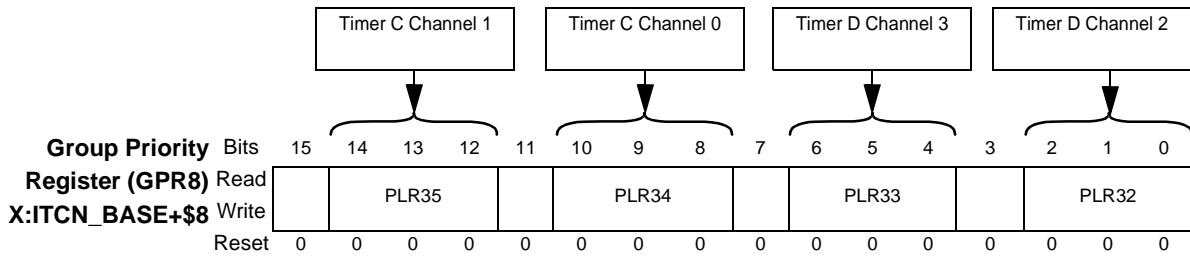 Timer C Channel 1 Timer C Channel 0 Timer D Channel 3 Timer D Channel 2
Group Priority Bits 15 14 13 12 11 10 9 8 7 6 5 4 3 2 1 0
Register (GPR8) Read
PLR35 PLR34 PLR33 PLR32
X:ITCN_BASE+$8 Write
Reset 0 0 0 0 0 0 0 0 0 0 0 0 0 0 0 0